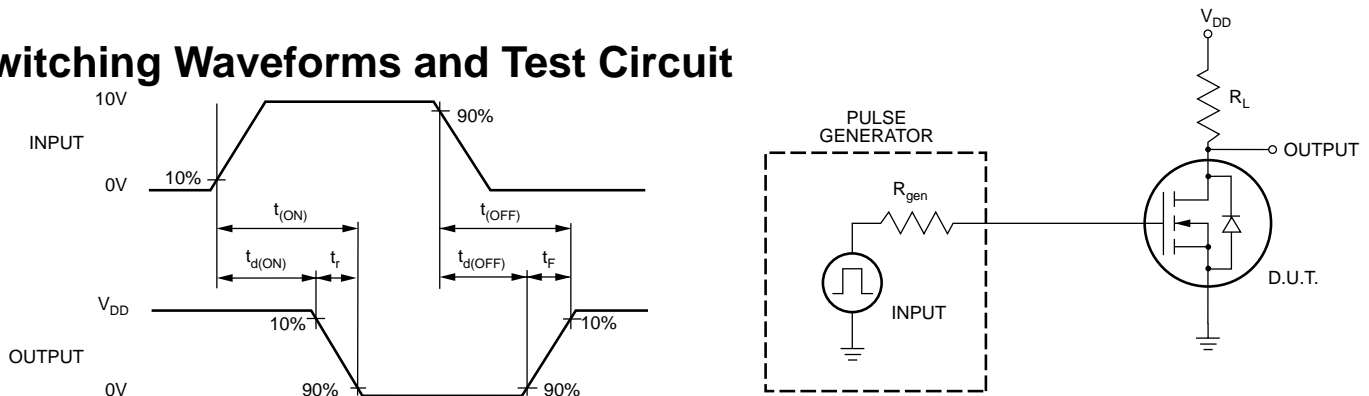 witching Waveforms and Test Circuit
10V
INPUT
0V
10%
90%
t(ON)
t(OFF)
td(ON)
tr
td(OFF)
tF
VDD
OUTPUT
0V
10%
10%
90%
90%
VDD
RL
OUTPUT
PULSE
GENERATOR
Rgen
INPUT
D.U.T.